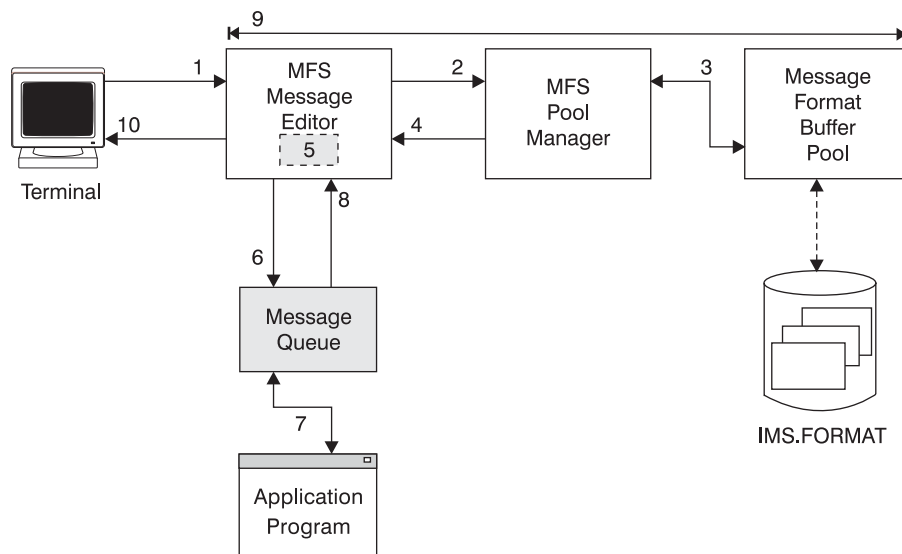 9
1
MFS
Message
Editor
5
2
MFS
Pool
Manager
3
Message
Format
Buffer
Pool
10
4
Terminal
8
6
Message
Queue
7
IMS.FORMAT
Application
Program